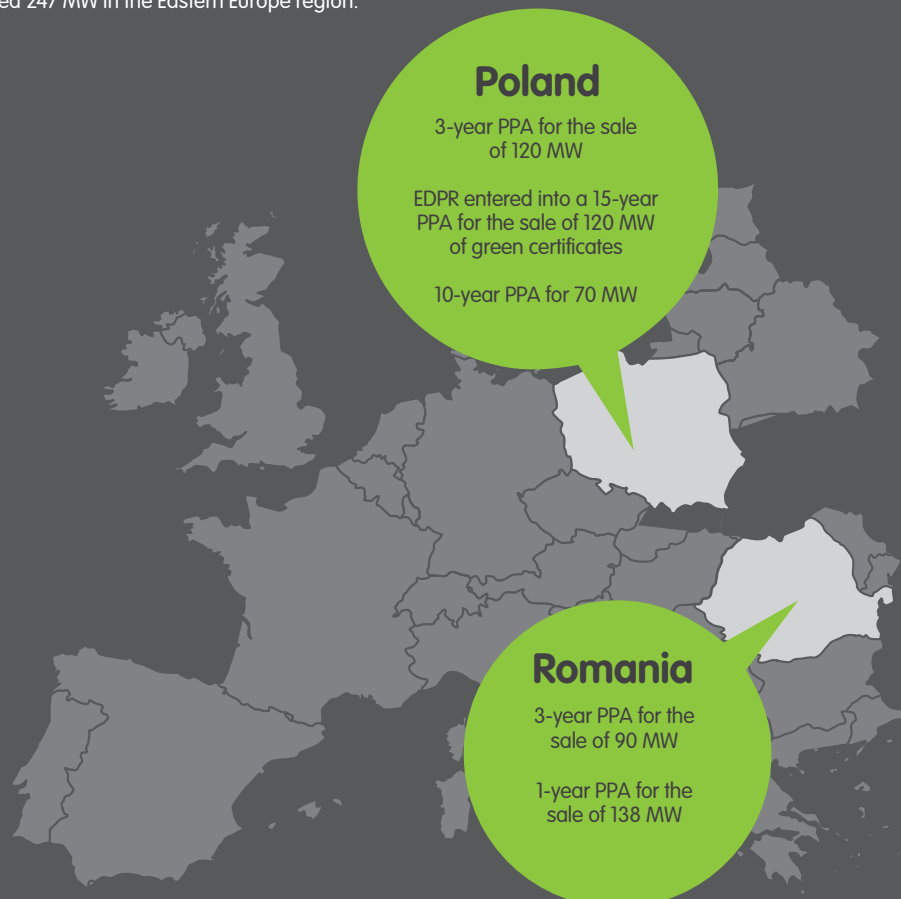 247 MW in the Eastern Europe region.
Poland
3-year PPA for the sale
of 120 MW
EDPR entered into a 15-year
PPA for the sale of 120 MW
of green certificates
10-year PPA for 70 MW
Romania
3-year PPA for the
sale of 90 MW
1-year PPA for the
sale of 138 MW